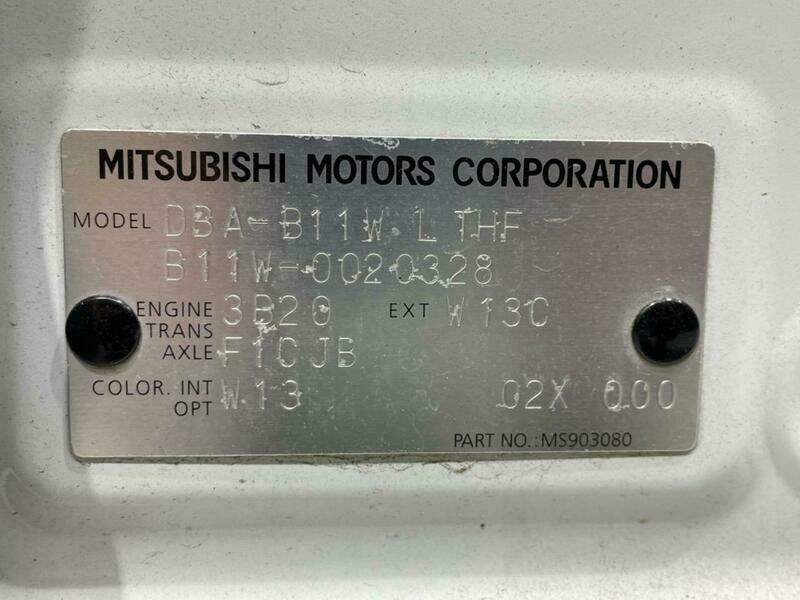 MITSUBISHI MOTORS CORPORATION
MODEL DBA-B11W LTHF
B11W-0020328
ENGINE 3B20 EXT W13C
TRANS
AXLE F1CJB
COLOR. INT W13 02X 000
OPT
PART NO.:MS903080